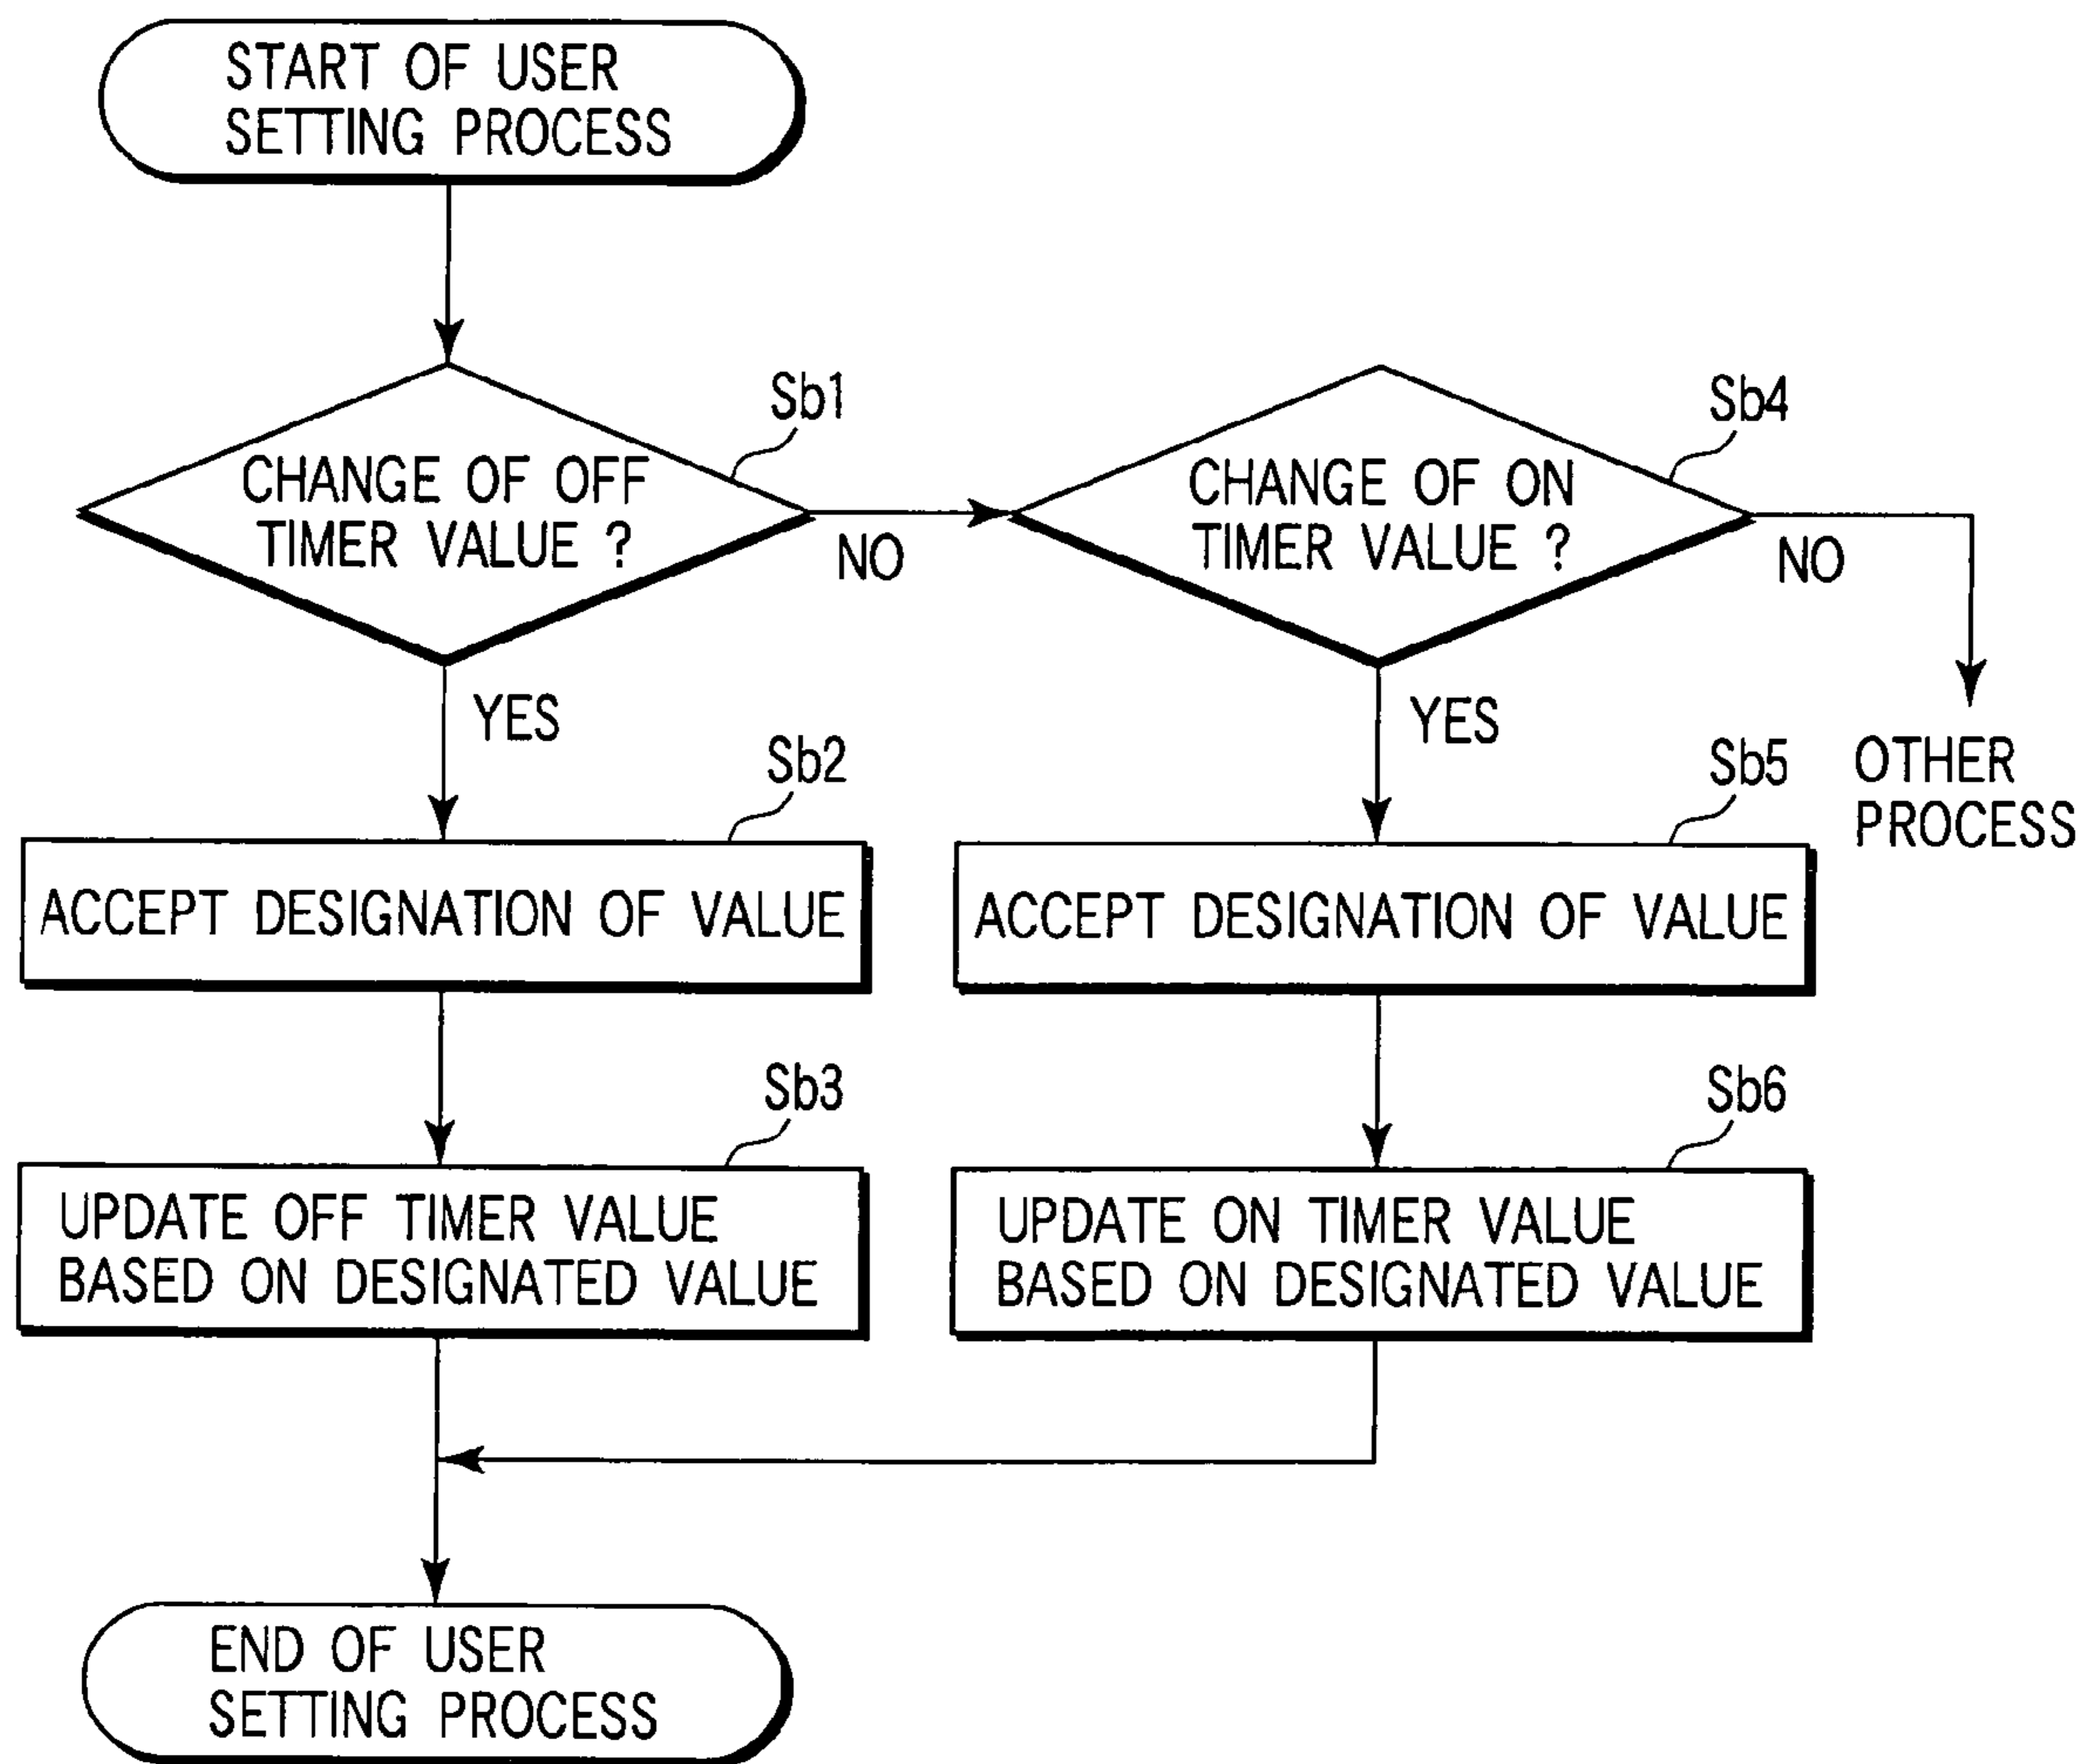 START OF USER
SETTING PROCESS
Sb1
CHANGE OF OFF
TIMER VALUE ?
NO
YES
Sb4
CHANGE OF ON
TIMER VALUE ?
NO
YES
OTHER
PROCESS
Sb2
ACCEPT DESIGNATION OF VALUE
Sb5
ACCEPT DESIGNATION OF VALUE
Sb3
UPDATE OFF TIMER VALUE
BASED ON DESIGNATED VALUE
Sb6
UPDATE ON TIMER VALUE
BASED ON DESIGNATED VALUE
END OF USER
SETTING PROCESS